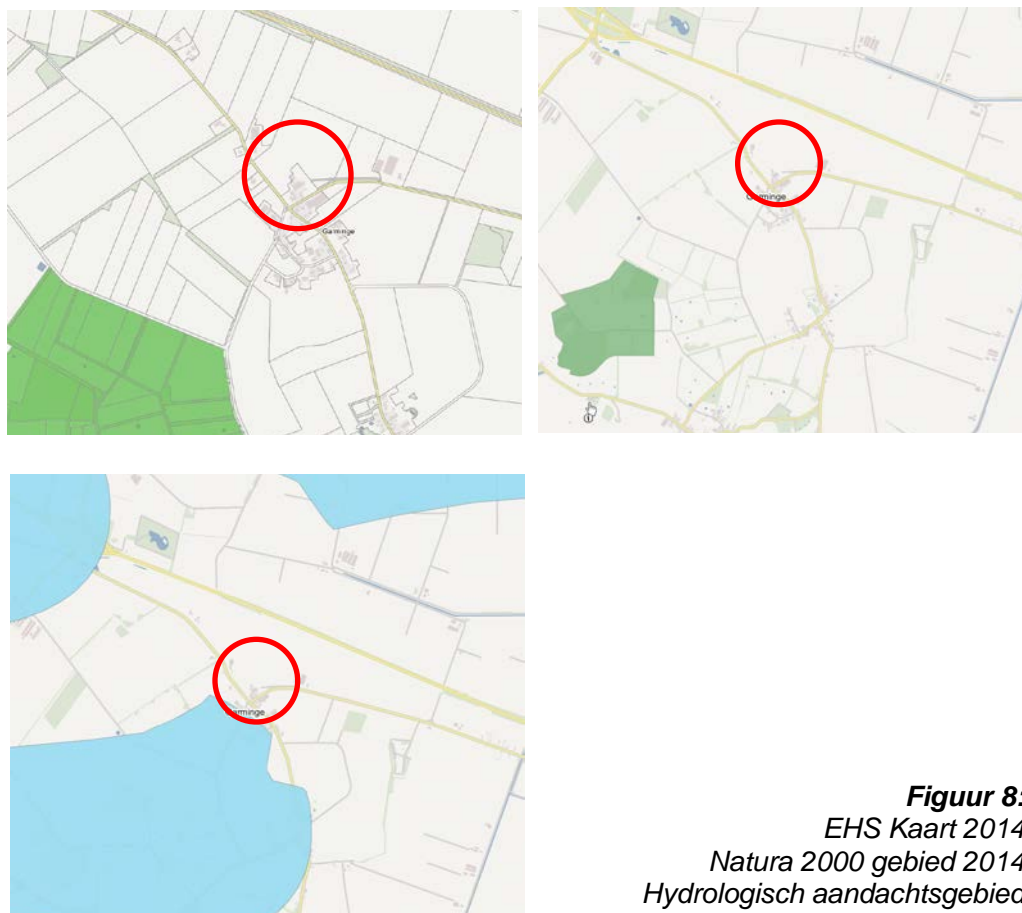 Garminge
Garminge
Garminge
Figuur 8:
EHS Kaart 2014
Natura 2000 gebied 2014
Hydrologisch aandachtsgebied